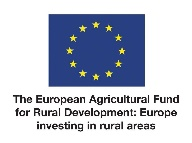 The European Agricultural Fund
for Rural Development: Europe
investing in rural areas